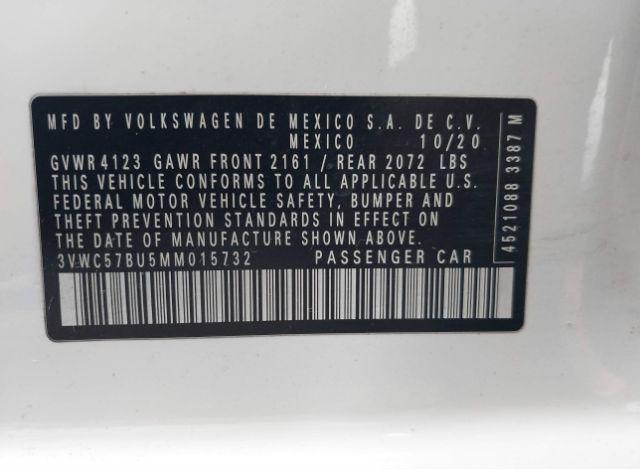 MFD BY VOLKSWAGEN DE MEXICO S.A. DE C.V.
MEXICO 10/20
GVWR 4123 GAWR FRONT 2161 / REAR 2072 LBS
THIS VEHICLE CONFORMS TO ALL APPLICABLE U.S.
FEDERAL MOTOR VEHICLE SAFETY, BUMPER AND
THEFT PREVENTION STANDARDS IN EFFECT ON
THE DATE OF MANUFACTURE SHOWN ABOVE.
3VWC57BU5MM015732 PASSENGER CAR
4521088 3387 M